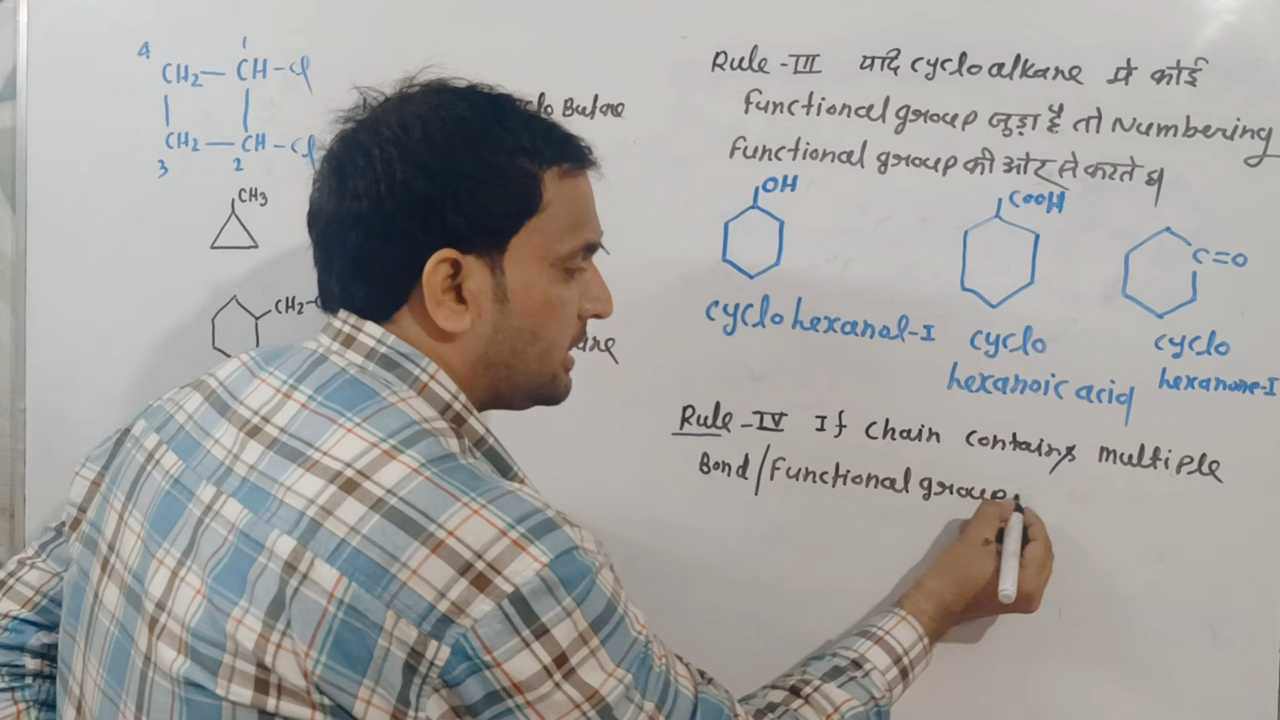 4
CH2— CH-Cl
CH2—CH-Cl
3 2
CH3
CH2-
Rule-III यदि cycloalkane मे कोई
functional group जुड़ा है तो Numbering
functional group की ओर से करते है।
OH
COOH
C=O
cyclohexanol-I
cyclo
hexanoic acid
cyclo
hexanone-I
Rule-IV If chain contains multiple
Bond/Functional group